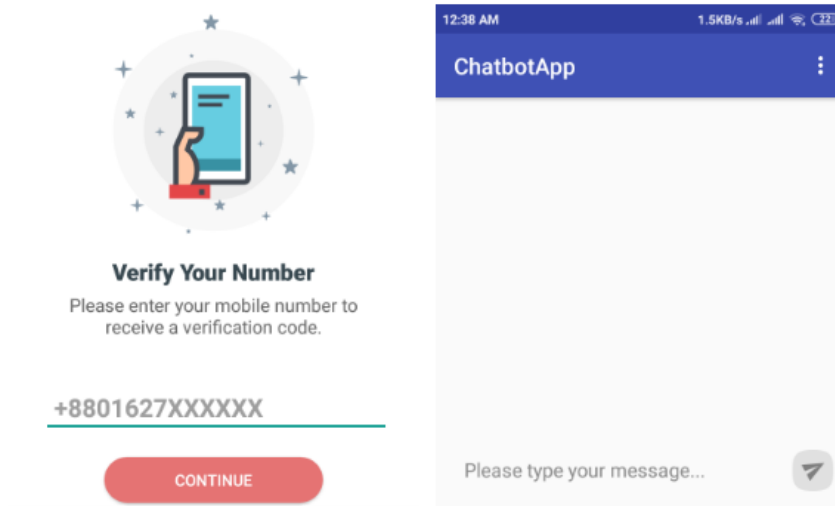 Verify Your Number
Please enter your mobile number to
receive a verification code.
+8801627XXXXXX
CONTINUE
12:38 AM 1.5KB/s 22
ChatbotApp
Please type your message...